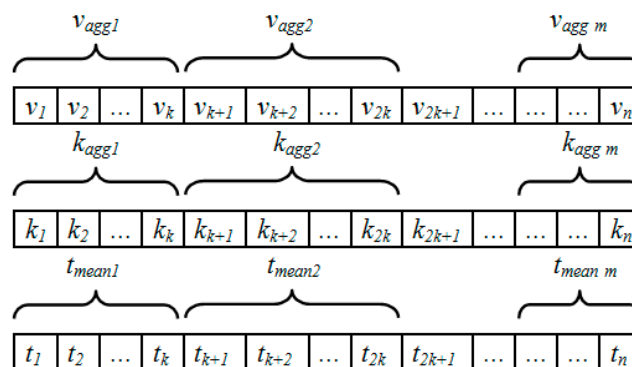 v_agg1 v_agg2 v_agg m
v_1 v_2 ... v_k v_k+1 v_k+2 ... v_2k v_2k+1 ... ... v_n
k_agg1 k_agg2 k_agg m
k_1 k_2 ... k_k k_k+1 k_k+2 ... k_2k k_2k+1 ... ... k_n
t_mean1 t_mean2 t_mean m
t_1 t_2 ... t_k t_k+1 t_k+2 ... t_2k t_2k+1 ... ... t_n